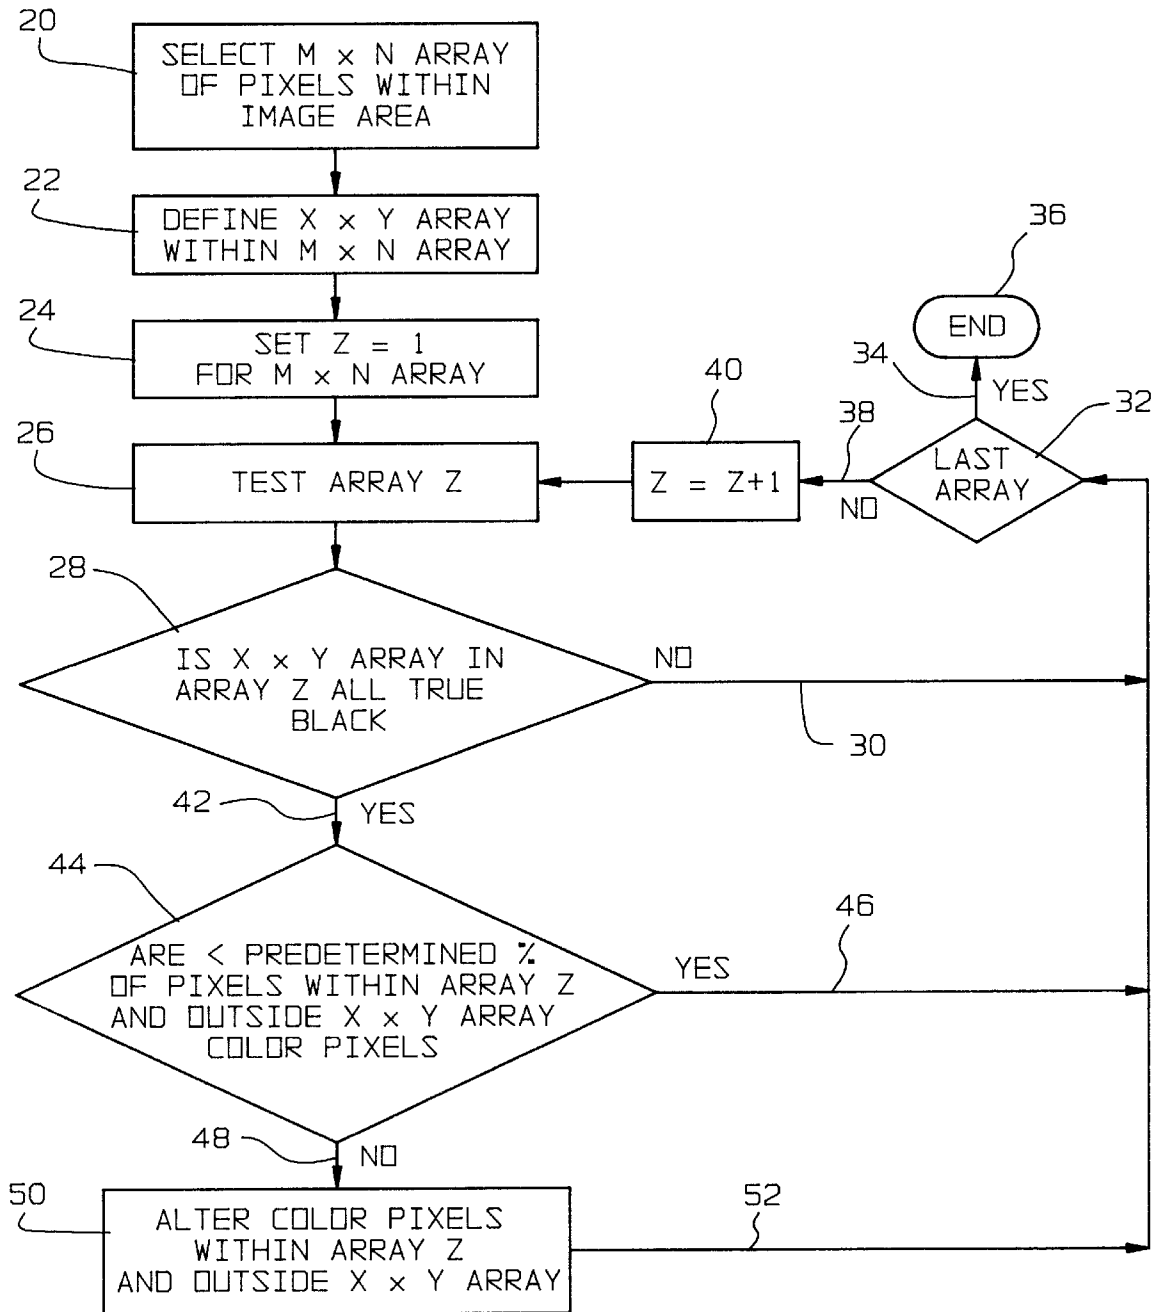 20
SELECT M x N ARRAY
OF PIXELS WITHIN
IMAGE AREA
22
DEFINE X x Y ARRAY
WITHIN M x N ARRAY
36
END
24
SET Z = 1
FOR M x N ARRAY
34
YES
40
38
32
26
TEST ARRAY Z
Z = Z+1
NO
LAST
ARRAY
28
IS X x Y ARRAY IN
ARRAY Z ALL TRUE
BLACK
NO
30
42
YES
44
ARE < PREDETERMINED %
OF PIXELS WITHIN ARRAY Z
AND OUTSIDE X x Y ARRAY
COLOR PIXELS
YES
46
48
NO
50
ALTER COLOR PIXELS
WITHIN ARRAY Z
AND OUTSIDE X x Y ARRAY
52